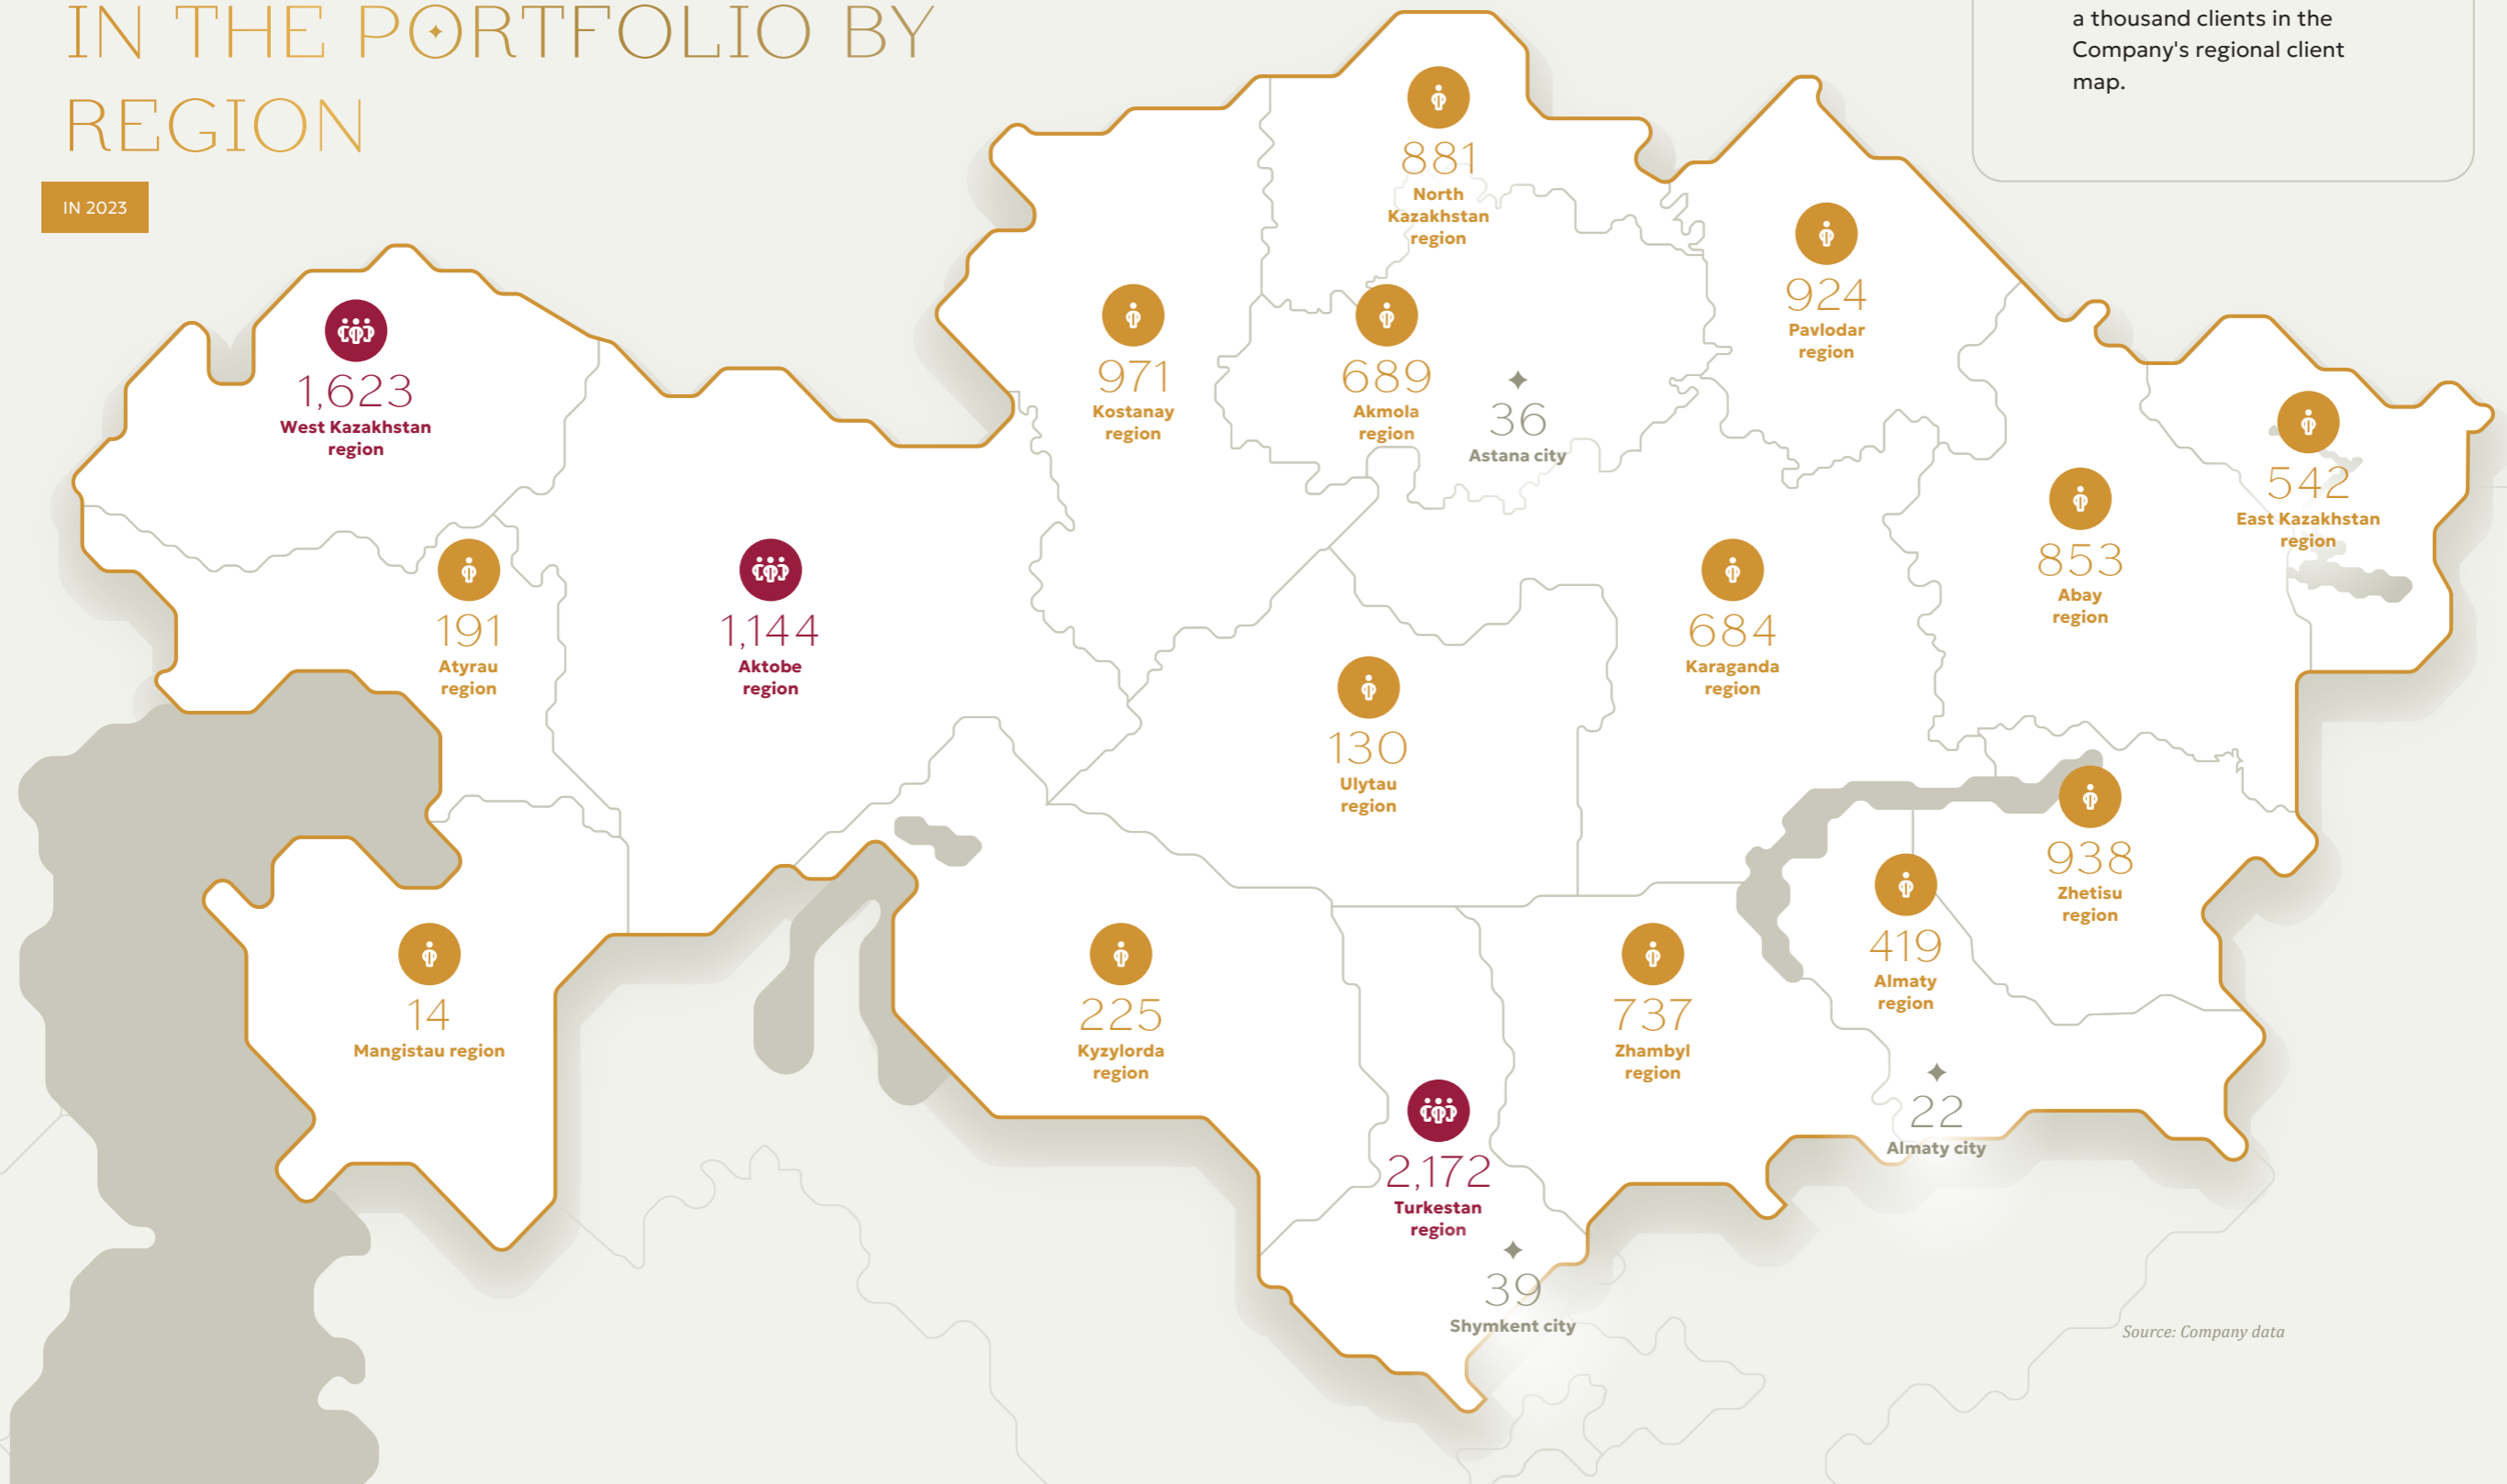 IN THE PORTFOLIO BY
REGION
IN 2023
a thousand clients in the
Company's regional client
map.
881
North
Kazakhstan
region
924
Pavlodar
region
1,623
West Kazakhstan
region
971
Kostanay
region
689
Akmola
region
36
Astana city
542
East Kazakhstan
region
853
Abay
region
191
Atyrau
region
1,144
Aktobe
region
684
Karaganda
region
130
Ulytau
region
938
Zhetisu
region
419
Almaty
region
14
Mangistau region
225
Kyzylorda
region
737
Zhambyl
region
22
Almaty city
2,172
Turkestan
region
39
Shymkent city
Source: Company data